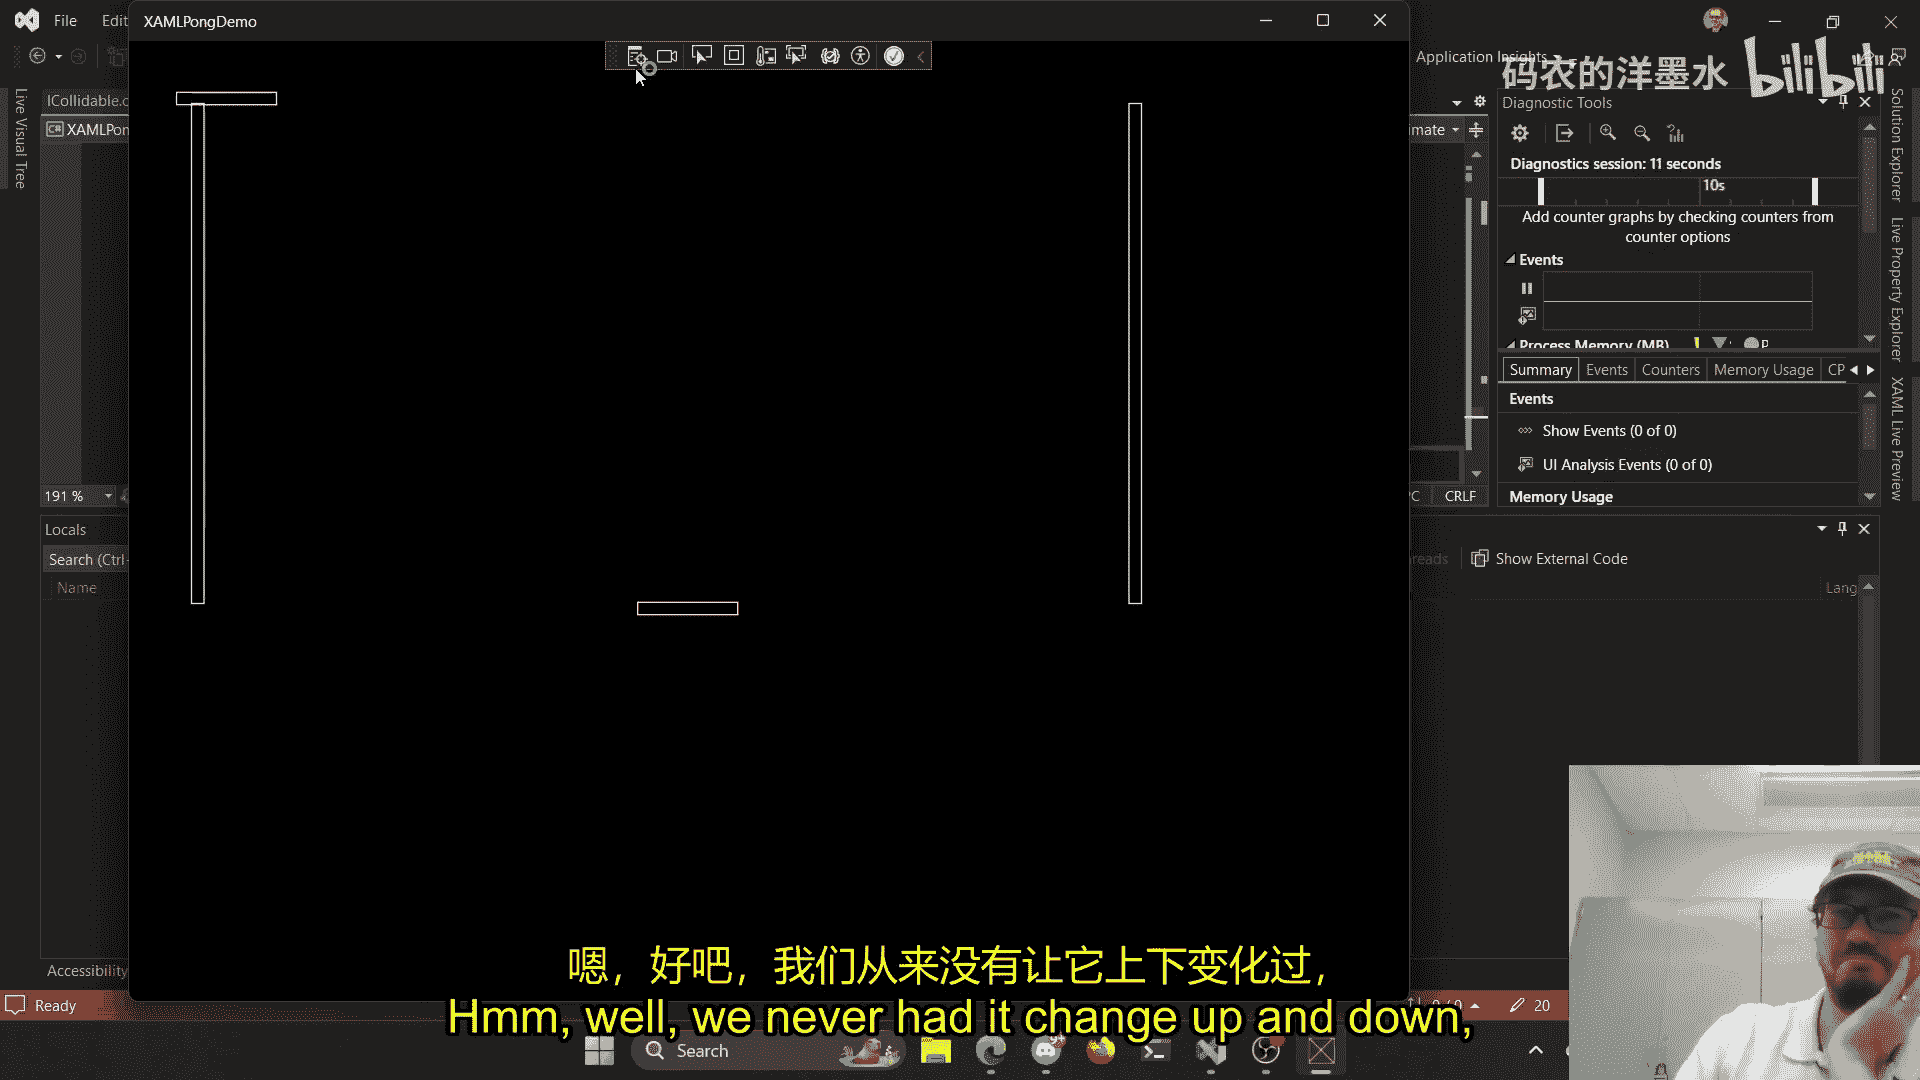 File
Edit
XAMLPongDemo
Application Insights
码农的洋墨水
bilibili
Live Visual Tree
ICollidable.c
XAMLPon
imate
Diagnostic Tools
Diagnostics session: 11 seconds
10s
Add counter graphs by checking counters from
counter options
Events
Process Memory (MB)
Summary
Events
Counters
Memory Usage
CP
Events
Show Events (0 of 0)
UI Analysis Events (0 of 0)
Memory Usage
Solution Explorer
Live Property Explorer
XAML Live Preview
191 %
CRLF
Locals
Search (Ctrl
Name
Show External Code
Lang
Accessibility
Ready
20
嗯，好吧，我们从来没有让它上下变化过，
Hmm, well, we never had it change up and down,
Search